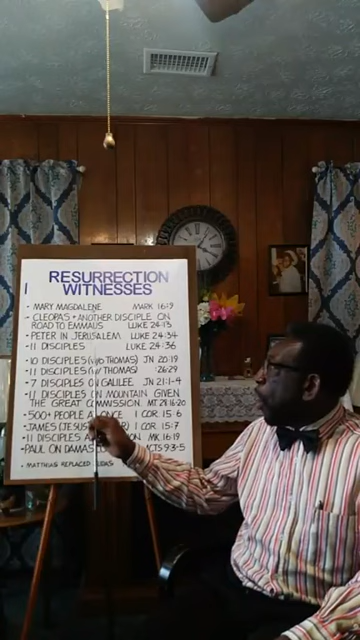 RESURRECTION
WITNESSES
• MARY MAGDALENE MARK 16:9
• CLEOPAS + ANOTHER DISCIPLE ON
ROAD TO EMMAUS LUKE 24:13
• PETER IN JERUSALEM LUKE 24:34
• 11 DISCIPLES LUKE 24:36
• 10 DISCIPLES (W/O THOMAS) JN 20:19
• 11 DISCIPLES (W/ THOMAS) :26-29
• 7 DISCIPLES ON GALILEE JN 21:1-4
• 11 DISCIPLES ON MOUNTAIN GIVEN
THE GREAT COMMISSION MT 28:16-20
• 500+ PEOPLE AT ONCE I COR 15:6
• JAMES I COR 15:7
• 11 DISCIPLES MK 16:19
• PAUL ON 9:3-5
• MATTHIAS REPLACED JUDAS